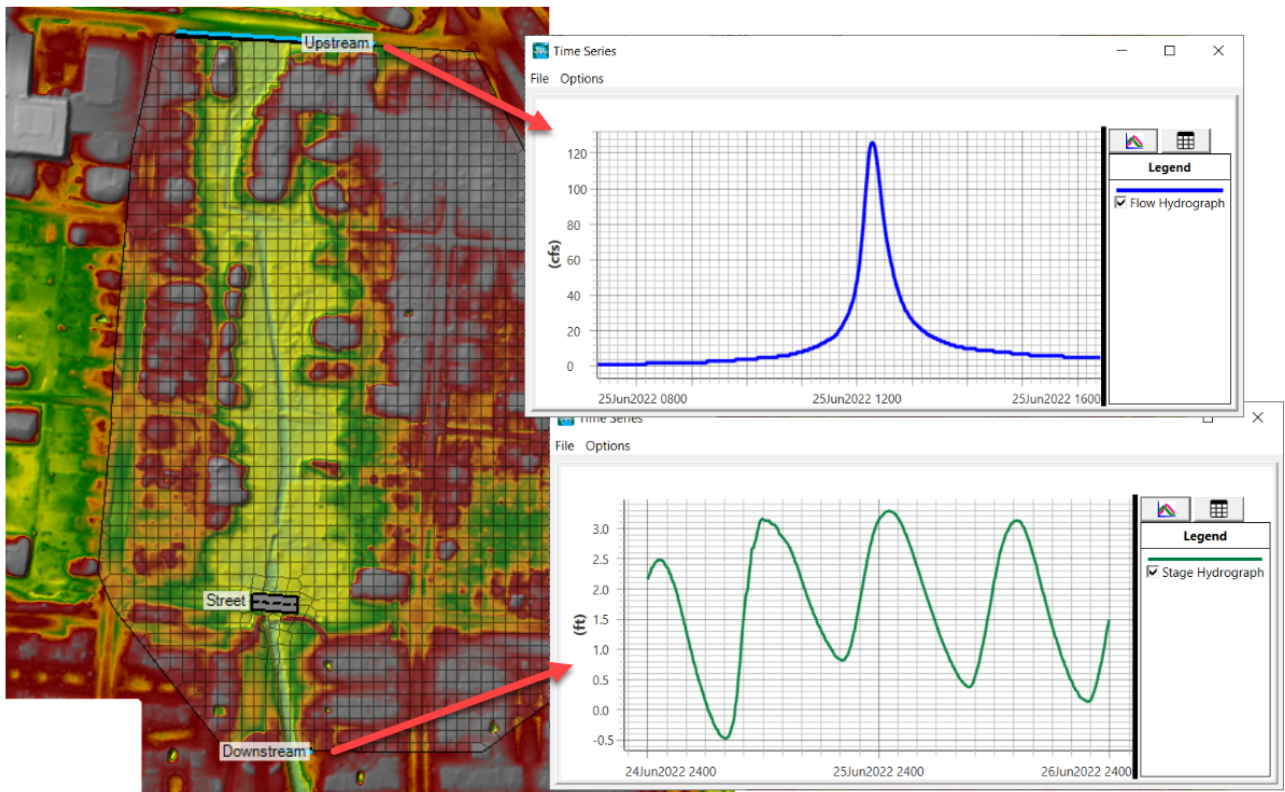 Upstream
Street
Downstream
Time Series
File Options
(cfs)
120
100
80
60
40
20
0
25Jun2022 0800
25Jun2022 1200
25Jun2022 1600
Legend
Flow Hydrograph
Time Series
File Options
(ft)
3.0
2.5
2.0
1.5
1.0
0.5
0.0
-0.5
24Jun2022 2400
25Jun2022 2400
26Jun2022 2400
Legend
Stage Hydrograph